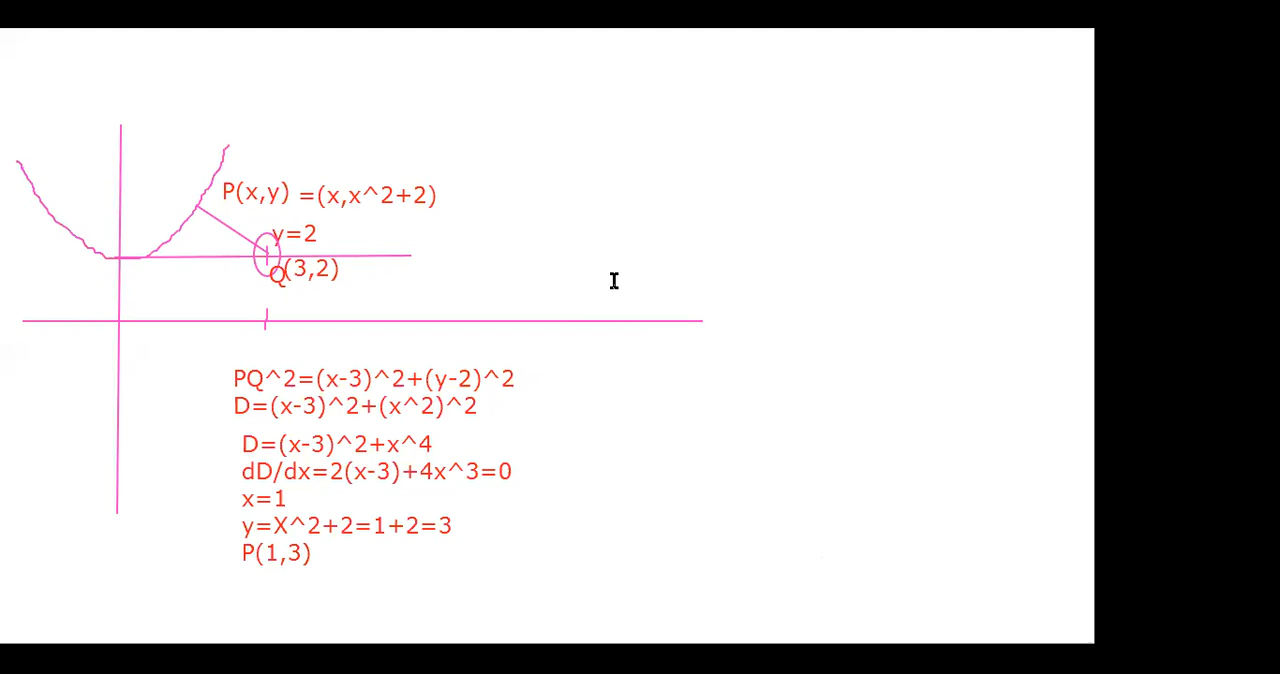 P(x,y) =(x,x^2+2)
y=2
Q(3,2)
PQ^2=(x-3)^2+(y-2)^2
D=(x-3)^2+(x^2)^2
D=(x-3)^2+x^4
dD/dx=2(x-3)+4x^3=0
x=1
y=X^2+2=1+2=3
P(1,3)